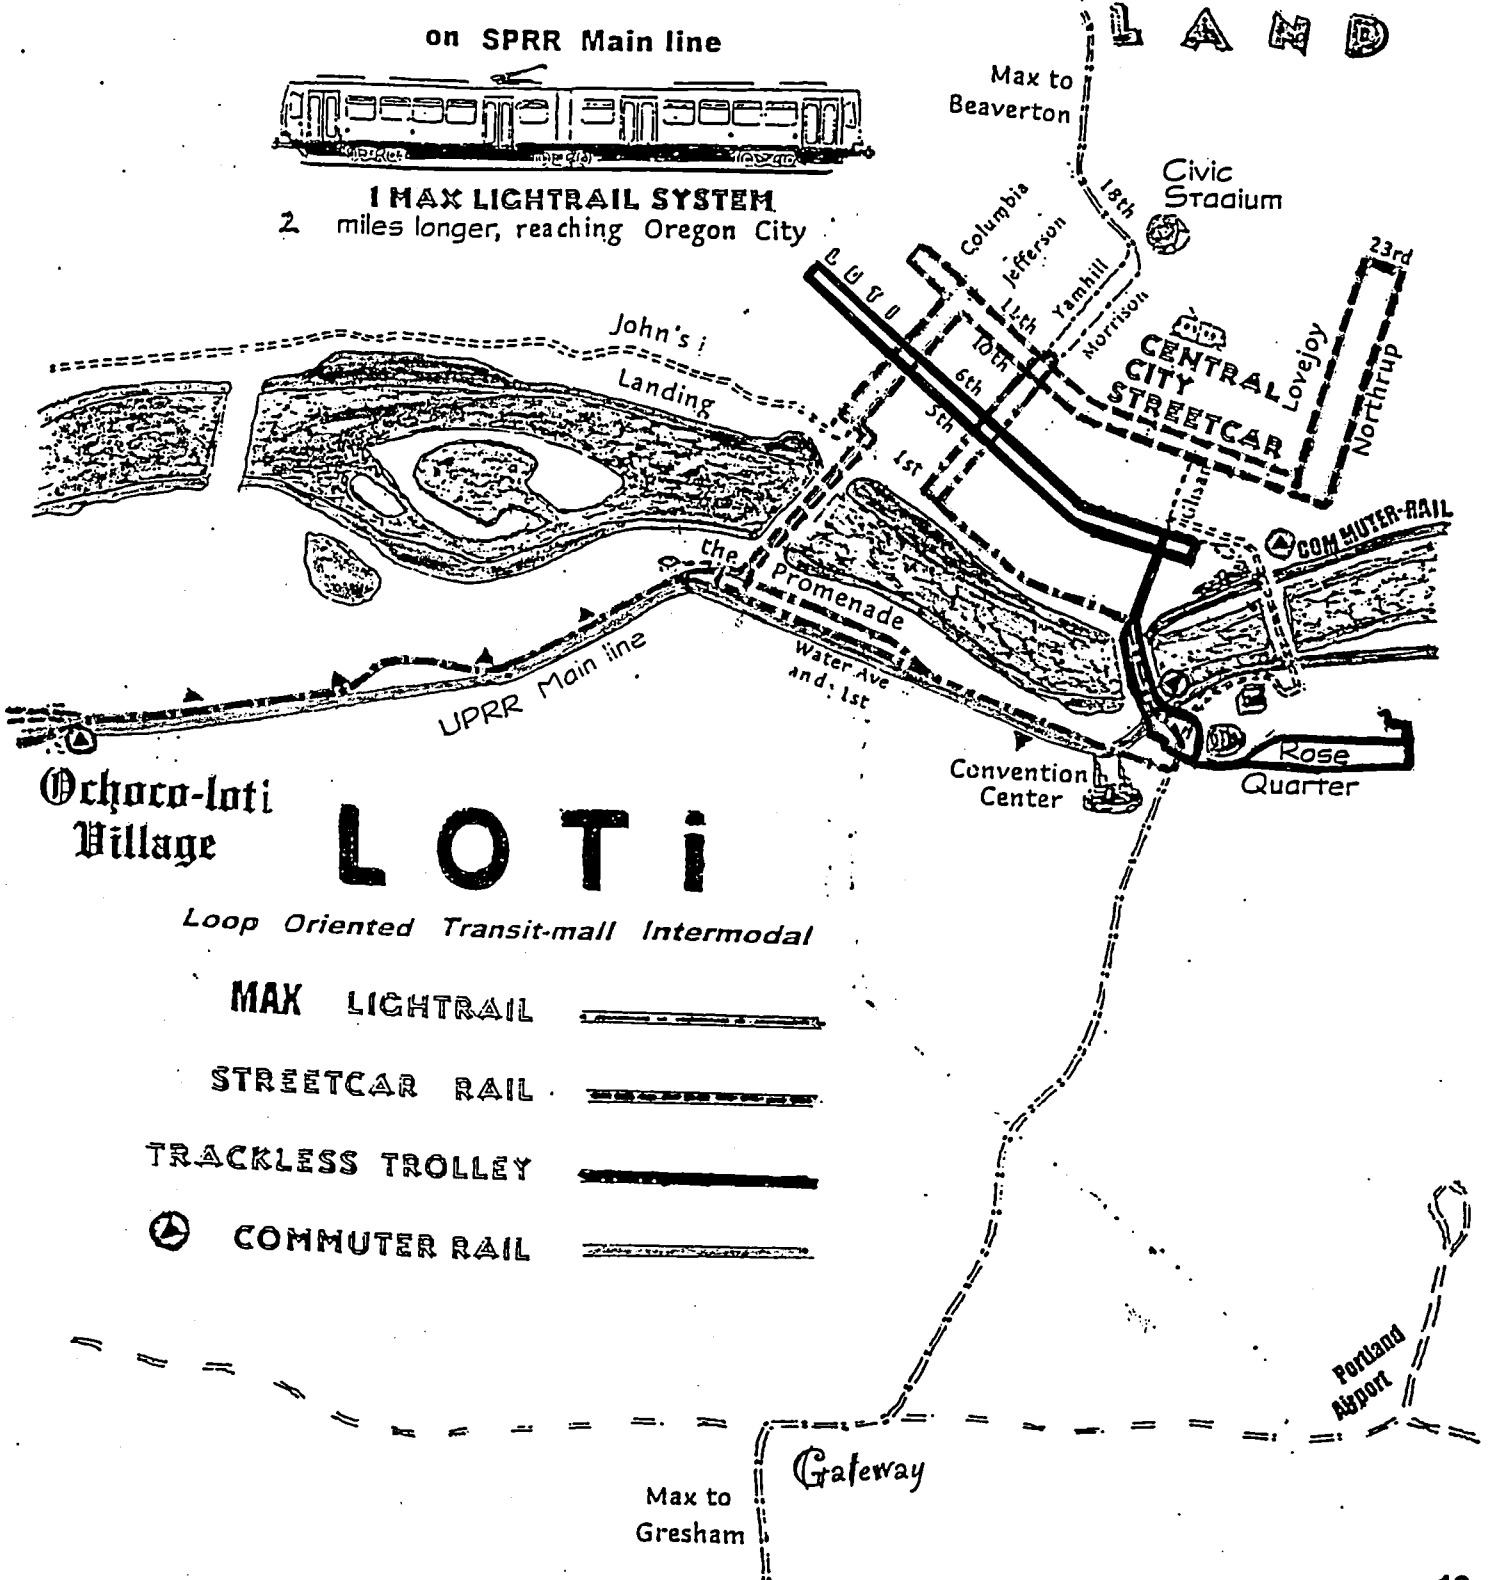 on SPRR Main line
L A N D
Max to
Beaverton
1 MAX LIGHTRAIL SYSTEM
2 miles longer, reaching Oregon City
Civic
Stadium
18th
Columbia
Jefferson
Yamhill
Morrison
11th
10th
6th
5th
1st
LOTI
23rd
Lovejoy
Northrup
CENTRAL
CITY
STREETCAR
John's
Landing
COMMUTER-RAIL
the
Promenade
Water Ave
and 1st
UPRR Main line
Convention
Center
Rose
Quarter
Ochoco-loti
Village
LOTi
Loop Oriented Transit-mall Intermodal
MAX LIGHTRAIL
STREETCAR RAIL
TRACKLESS TROLLEY
COMMUTER RAIL
Portland
Airport
Gateway
Max to
Gresham